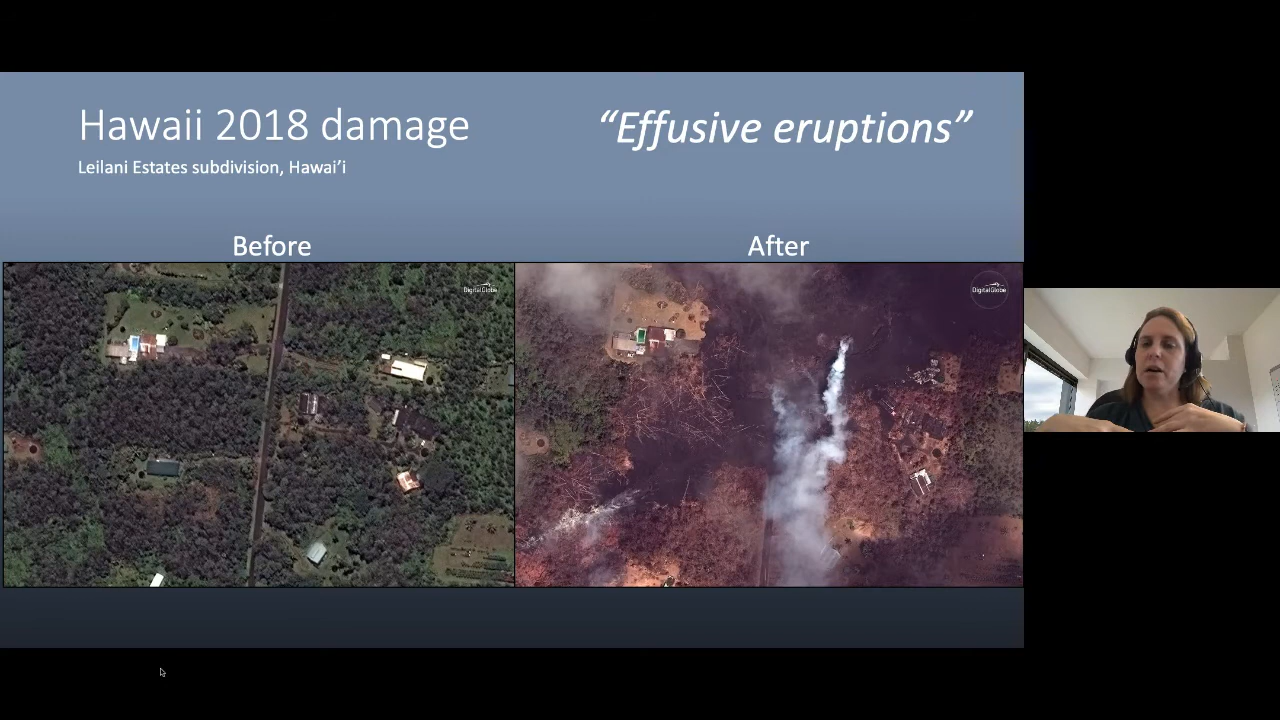 Hawaii 2018 damage
“Effusive eruptions”
Leilani Estates subdivision, Hawai’i
Before
After
DigitalGlobe
DigitalGlobe